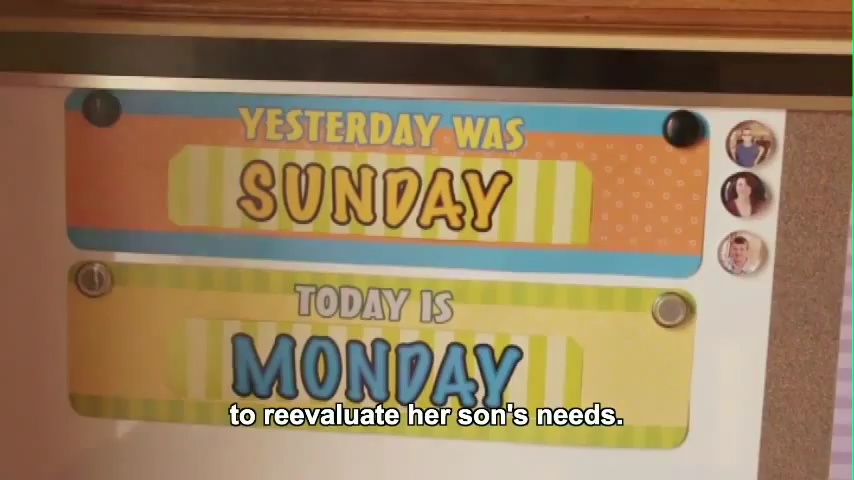 YESTERDAY WAS
SUNDAY
TODAY IS
MONDAY
to reevaluate her son's needs.